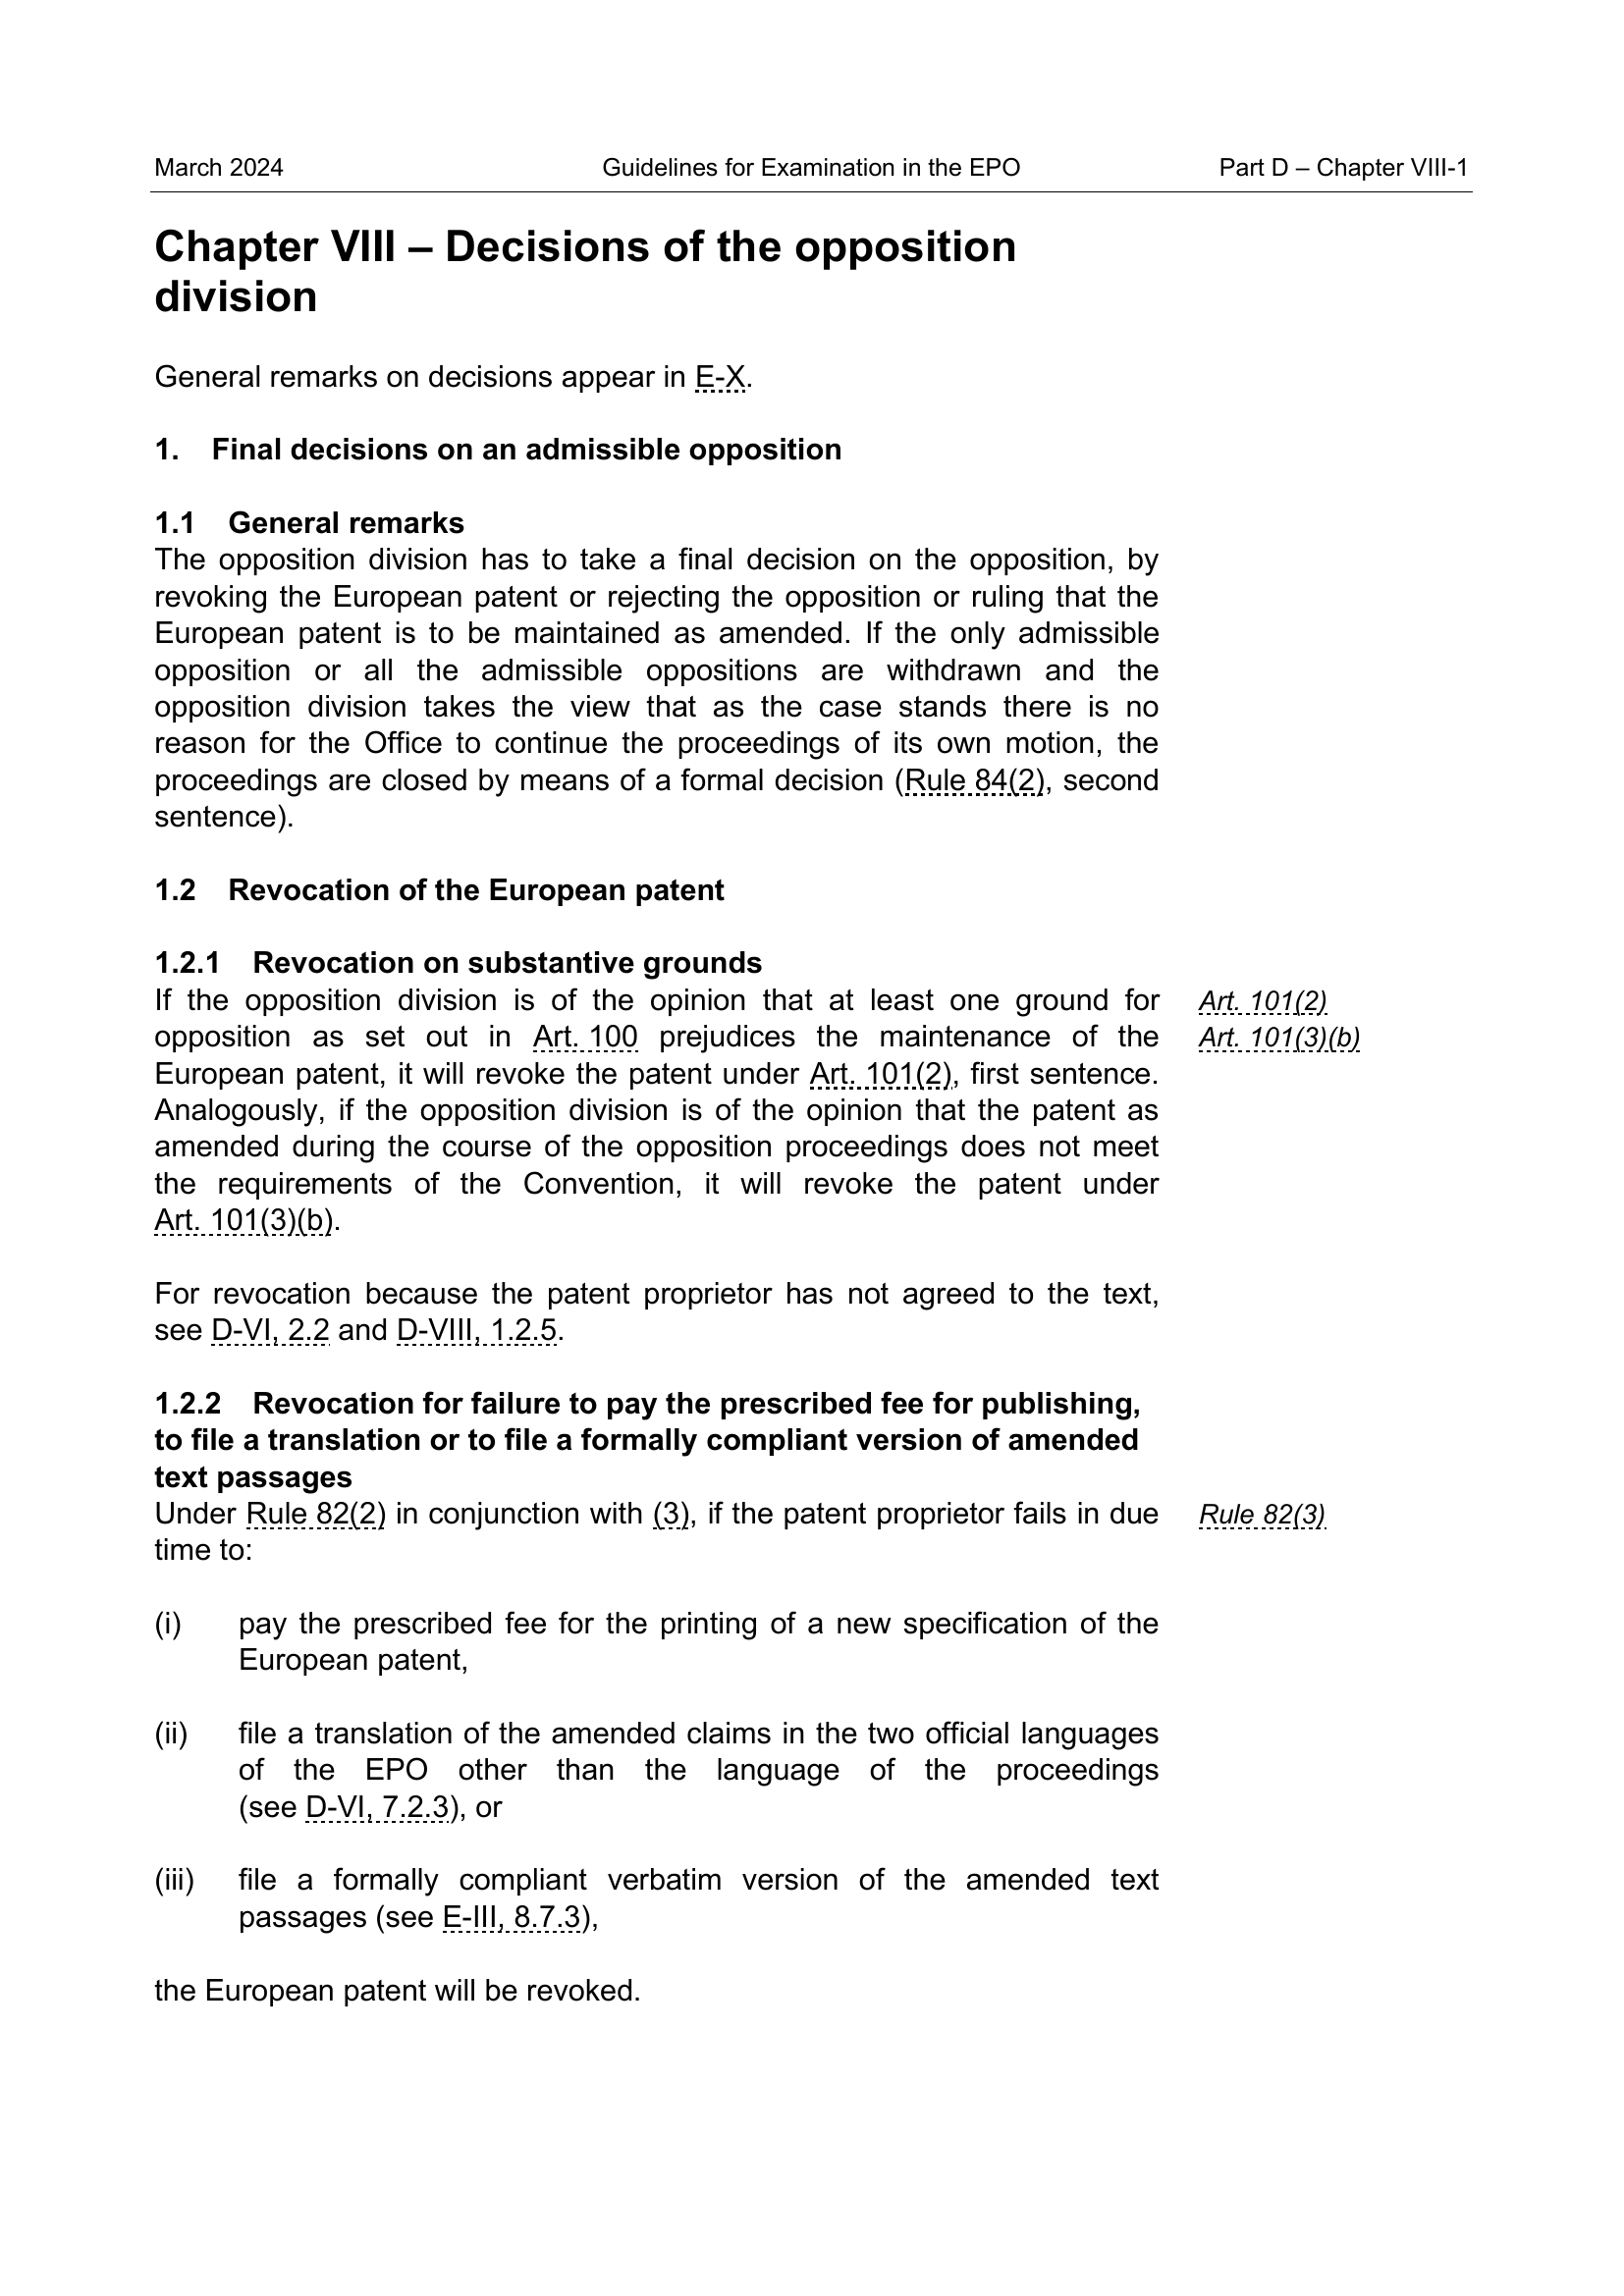 March 2024 Guidelines for Examination in the EPO Part D – Chapter VIII-1
Chapter VIII – Decisions of the opposition
division
General remarks on decisions appear in E-X.
1. Final decisions on an admissible opposition
1.1 General remarks
The opposition division has to take a final decision on the opposition, by
revoking the European patent or rejecting the opposition or ruling that the
European patent is to be maintained as amended. If the only admissible
opposition or all the admissible oppositions are withdrawn and the
opposition division takes the view that as the case stands there is no
reason for the Office to continue the proceedings of its own motion, the
proceedings are closed by means of a formal decision (Rule 84(2), second
sentence).
1.2 Revocation of the European patent
1.2.1 Revocation on substantive grounds
If the opposition division is of the opinion that at least one ground for
opposition as set out in Art. 100 prejudices the maintenance of the
European patent, it will revoke the patent under Art. 101(2), first sentence.
Analogously, if the opposition division is of the opinion that the patent as
amended during the course of the opposition proceedings does not meet
the requirements of the Convention, it will revoke the patent under
Art. 101(3)(b).
Art. 101(2)
Art. 101(3)(b)
For revocation because the patent proprietor has not agreed to the text,
see D-VI, 2.2 and D-VIII, 1.2.5.
1.2.2 Revocation for failure to pay the prescribed fee for publishing,
to file a translation or to file a formally compliant version of amended
text passages
Under Rule 82(2) in conjunction with (3), if the patent proprietor fails in due
time to:
Rule 82(3)
(i) pay the prescribed fee for the printing of a new specification of the
European patent,
(ii) file a translation of the amended claims in the two official languages
of the EPO other than the language of the proceedings
(see D-VI, 7.2.3), or
(iii) file a formally compliant verbatim version of the amended text
passages (see E-III, 8.7.3),
the European patent will be revoked.